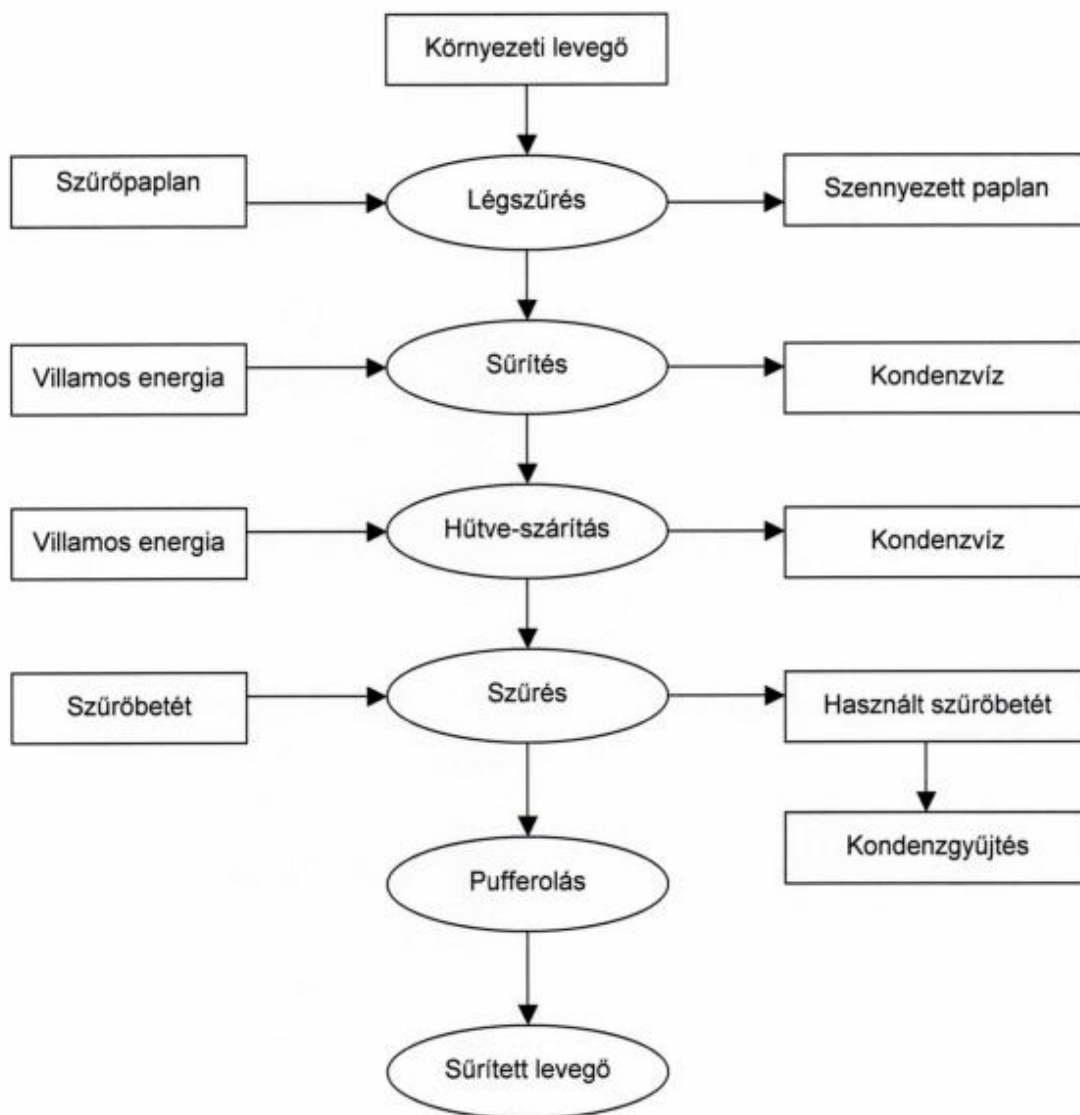 Környezeti levegő
Szűrőpaplan
Légszűrés
Szennyezett paplan
Villamos energia
Sűrítés
Kondenzvíz
Villamos energia
Hűtve-szárítás
Kondenzvíz
Szűrőbetét
Szűrés
Használt szűrőbetét
Kondenzgyűjtés
Pufferolás
Sűrített levegő